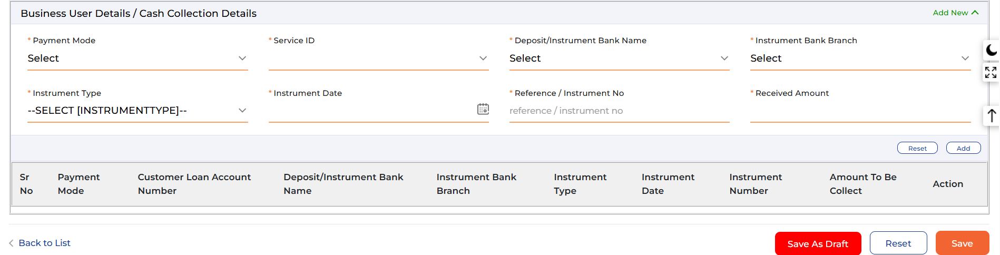 Business User Details / Cash Collection Details
Add New
* Payment Mode
* Service ID
* Deposit/Instrument Bank Name
* Instrument Bank Branch
Select
Select
Select
* Instrument Type
* Instrument Date
* Reference / Instrument No
* Received Amount
--SELECT [INSTRUMENTTYPE]--
reference / instrument no
Reset
Add
Sr No
Payment Mode
Customer Loan Account Number
Deposit/Instrument Bank Name
Instrument Bank Branch
Instrument Type
Instrument Date
Instrument Number
Amount To Be Collect
Action
Back to List
Save As Draft
Reset
Save